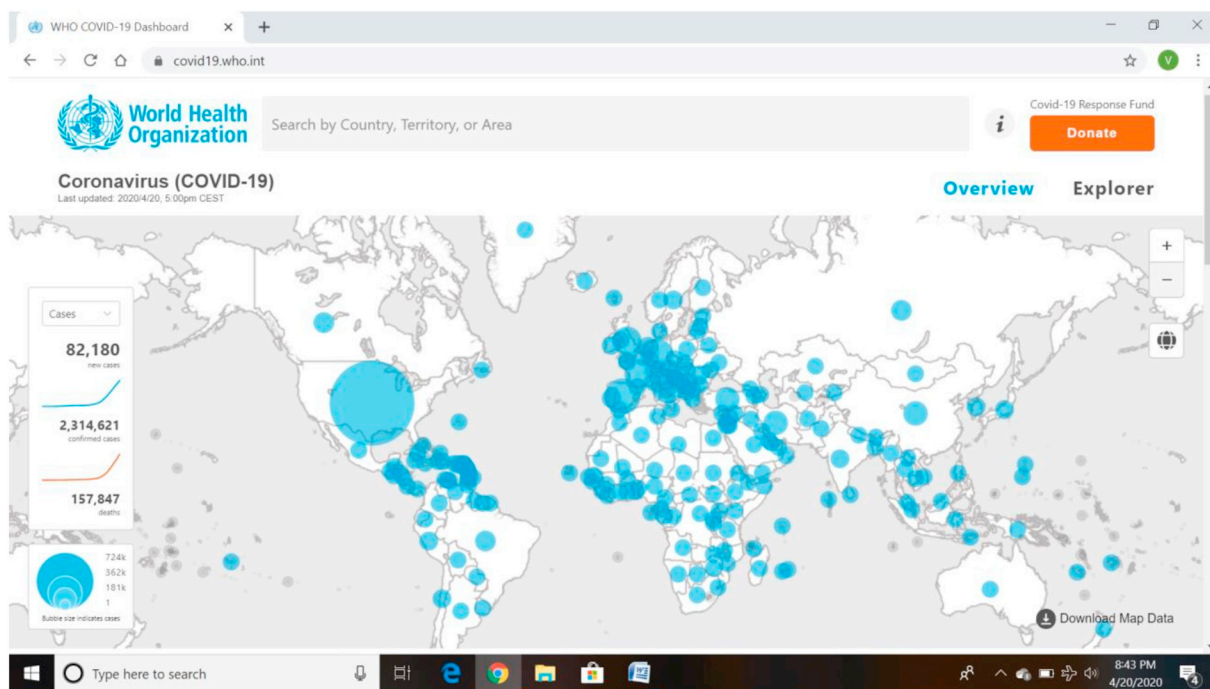 WHO COVID-19 Dashboard
covid19.who.int
V
World Health
Organization
Search by Country, Territory, or Area
i
Covid-19 Response Fund
Donate
Coronavirus (COVID-19)
Last updated: 2020/4/20, 5:00pm CEST
Overview
Explorer
Cases
82,180
new cases
2,314,621
confirmed cases
157,847
deaths
724k
362k
181k
1
Bubble size indicates cases
Download Map Data
Type here to search
8:43 PM
4/20/2020
4